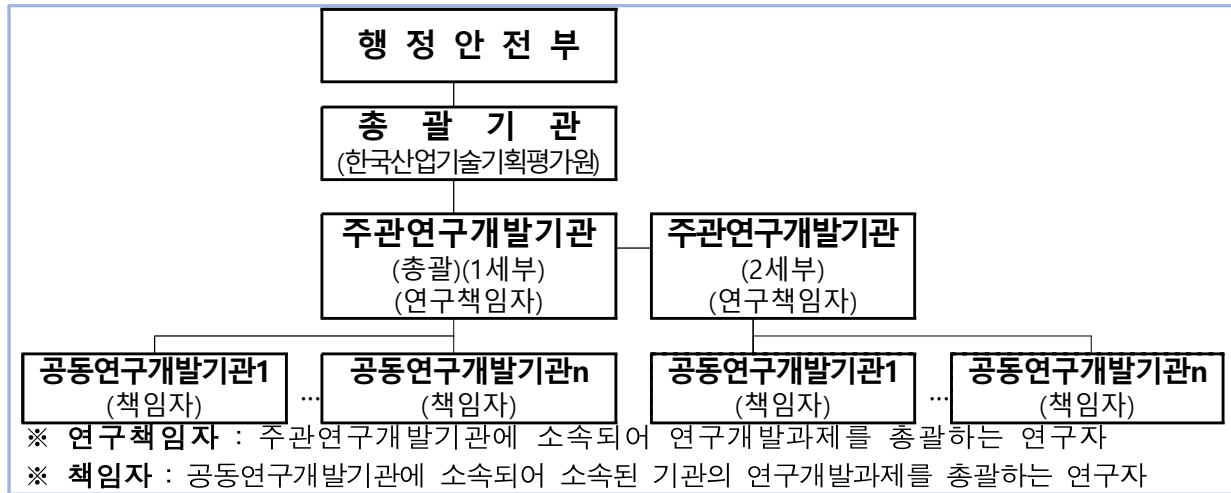 행 정 안 전 부
총 괄 기 관
(한국산업기술기획평가원)
주관연구개발기관
(총괄)(1세부)
(연구책임자)
주관연구개발기관
(2세부)
(연구책임자)
공동연구개발기관1
(책임자)
...
공동연구개발기관n
(책임자)
공동연구개발기관1
(책임자)
...
공동연구개발기관n
(책임자)
※ 연구책임자 : 주관연구개발기관에 소속되어 연구개발과제를 총괄하는 연구자
※ 책임자 : 공동연구개발기관에 소속되어 소속된 기관의 연구개발과제를 총괄하는 연구자